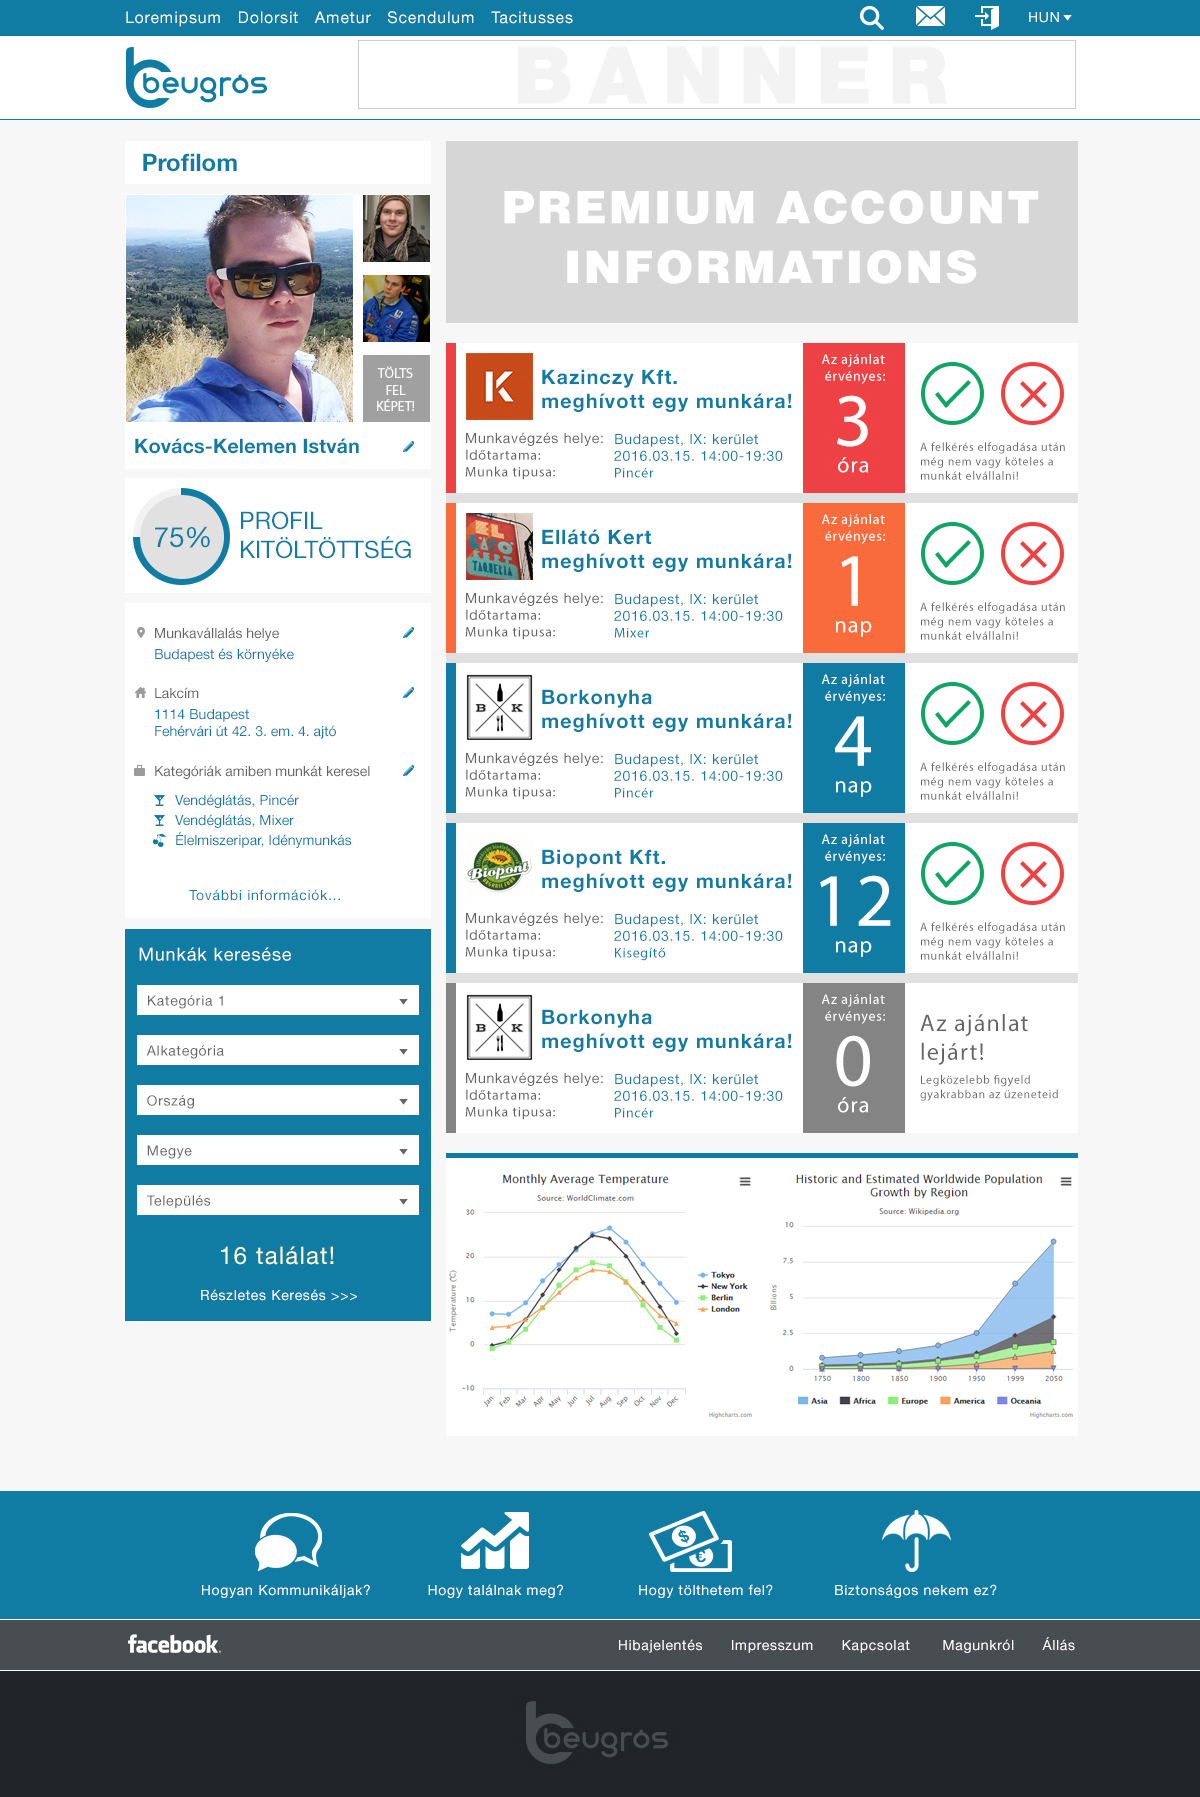 Loremipsum Dolorsit Ametur Scendulum Tacitusses
HUN
beugrós
BANNER
Profilom
TÖLTS
FEL
KÉPET!
Kovács-Kelemen István
75%
PROFIL
KITÖLTÖTTSÉG
Munkavállalás helye
Budapest és környéke
Lakcím
1114 Budapest
Fehérvári út 42. 3. em. 4. ajtó
Kategóriák amiben munkát keresel
Vendéglátás, Pincér
Vendéglátás, Mixer
Élelmiszeripar, Idénymunkás
További információk...
Munkák keresése
Kategória 1
Alkategória
Ország
Megye
Település
16 találat!
Részletes Keresés >>>
PREMIUM ACCOUNT
INFORMATIONS
K
Kazinczy Kft.
meghívott egy munkára!
Munkavégzés helye: Budapest, IX: kerület
Időtartama: 2016.03.15. 14:00-19:30
Munka tipusa: Pincér
Az ajánlat
érvényes:
3
óra
A felkérés elfogadása után
még nem vagy köteles a
munkát elvállalni!
EL
LÁTÓ
KERT
TAQUERIA
Ellátó Kert
meghívott egy munkára!
Munkavégzés helye: Budapest, IX: kerület
Időtartama: 2016.03.15. 14:00-19:30
Munka tipusa: Mixer
Az ajánlat
érvényes:
1
nap
A felkérés elfogadása után
még nem vagy köteles a
munkát elvállalni!
B K
Borkonyha
meghívott egy munkára!
Munkavégzés helye: Budapest, IX: kerület
Időtartama: 2016.03.15. 14:00-19:30
Munka tipusa: Pincér
Az ajánlat
érvényes:
4
nap
A felkérés elfogadása után
még nem vagy köteles a
munkát elvállalni!
Biopont
Biopont Kft.
meghívott egy munkára!
Munkavégzés helye: Budapest, IX: kerület
Időtartama: 2016.03.15. 14:00-19:30
Munka tipusa: Kisegítő
Az ajánlat
érvényes:
12
nap
A felkérés elfogadása után
még nem vagy köteles a
munkát elvállalni!
B K
Borkonyha
meghívott egy munkára!
Munkavégzés helye: Budapest, IX: kerület
Időtartama: 2016.03.15. 14:00-19:30
Munka tipusa: Pincér
Az ajánlat
érvényes:
0
óra
Az ajánlat
lejárt!
Legközelebb figyeld
gyakrabban az üzeneteid
Monthly Average Temperature
Source: WorldClimate.com
Temperature (°C)
30
20
10
0
-10
Jan Feb Mar Apr May Jun Jul Aug Sep Oct Nov Dec
Tokyo
New York
Berlin
London
Highcharts.com
Historic and Estimated Worldwide Population
Growth by Region
Source: Wikipedia.org
Billions
10
7.5
5
2.5
0
1750 1800 1850 1900 1950 1999 2050
Asia Africa Europe America Oceania
Highcharts.com
Hogyan Kommunikáljak?
Hogy találnak meg?
$
€
Hogy tölthetem fel?
Biztonságos nekem ez?
facebook.
Hibajelentés Impresszum Kapcsolat Magunkról Állás
beugrós